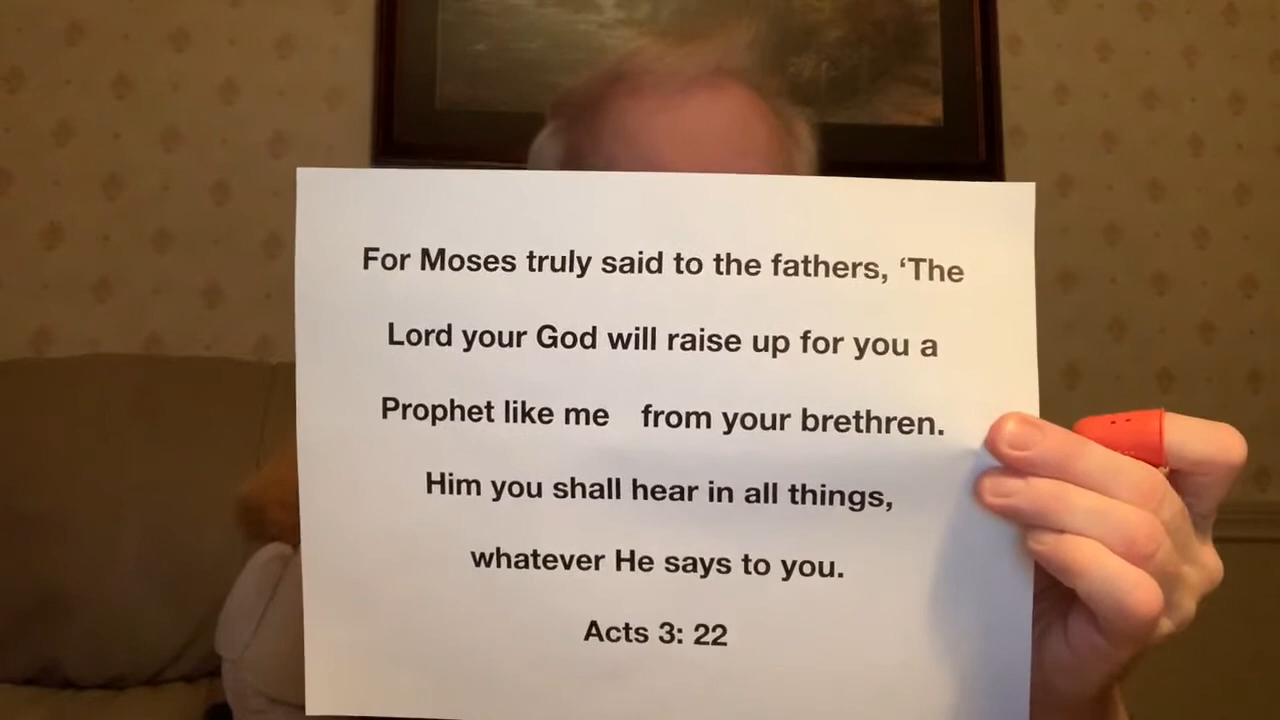 For Moses truly said to the fathers, ‘The
Lord your God will raise up for you a
Prophet like me from your brethren.
Him you shall hear in all things,
whatever He says to you.
Acts 3: 22